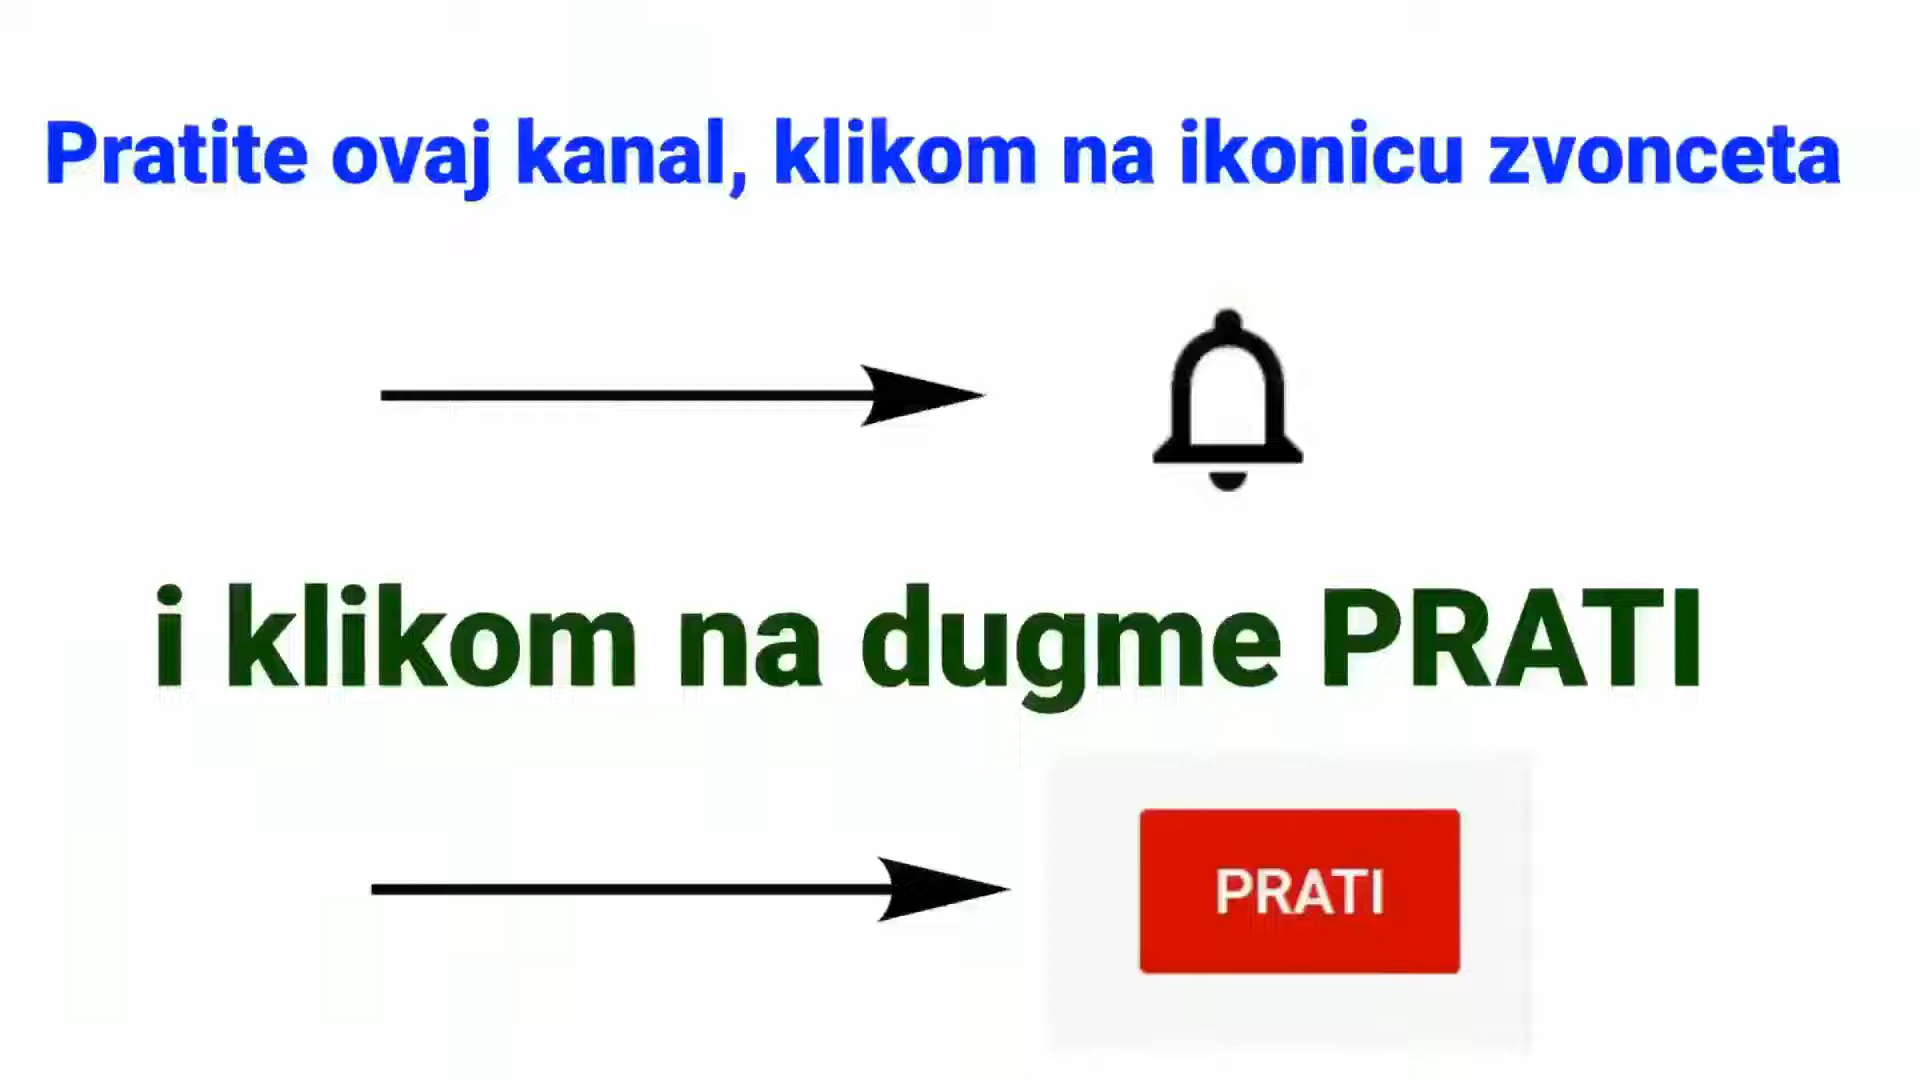 Pratite ovaj kanal, klikom na ikonicu zvonceta
i klikom na dugme PRATI
PRATI